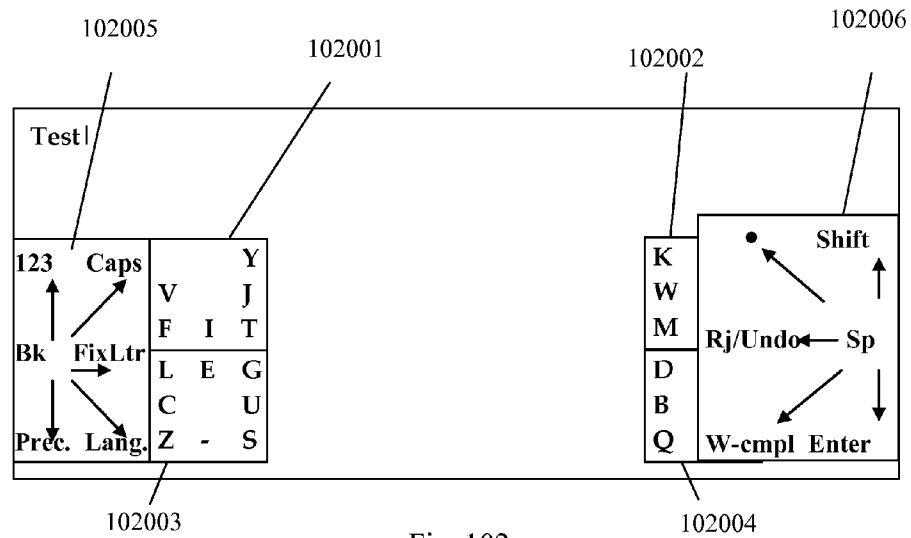 102005
102001
102002
102006
Test|
123 Caps
Bk FixLtr
Prec. Lang.
Y
V J
F I T
L E G
C U
Z - S
K
W
M
D
B
Q
• Shift
Rj/Undo Sp
W-cmpl Enter
102003
102004